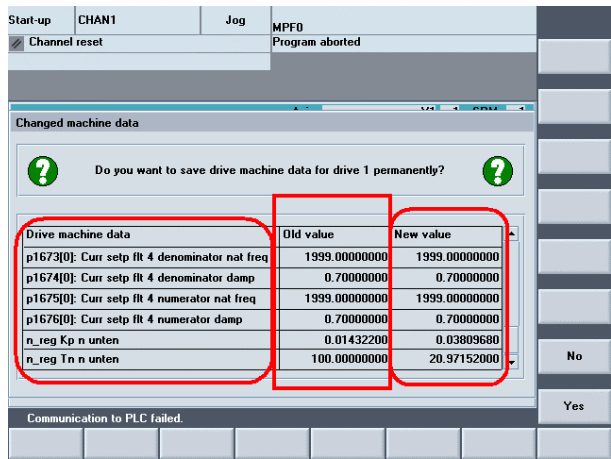 Start-up CHAN1 Jog MPF0
Channel reset Program aborted
Changed machine data
Do you want to save drive machine data for drive 1 permanently?
Drive machine data Old value New value
p1673[0]: Curr setp flt 4 denominator nat freq 1999.00000000 1999.00000000
p1674[0]: Curr setp flt 4 denominator damp 0.70000000 0.70000000
p1675[0]: Curr setp flt 4 numerator nat freq 1999.00000000 1999.00000000
p1676[0]: Curr setp flt 4 numerator damp 0.70000000 0.70000000
n_reg Kp n unten 0.01432200 0.03809680
n_reg Tn n unten 100.00000000 20.97152000
No
Yes
Communication to PLC failed.